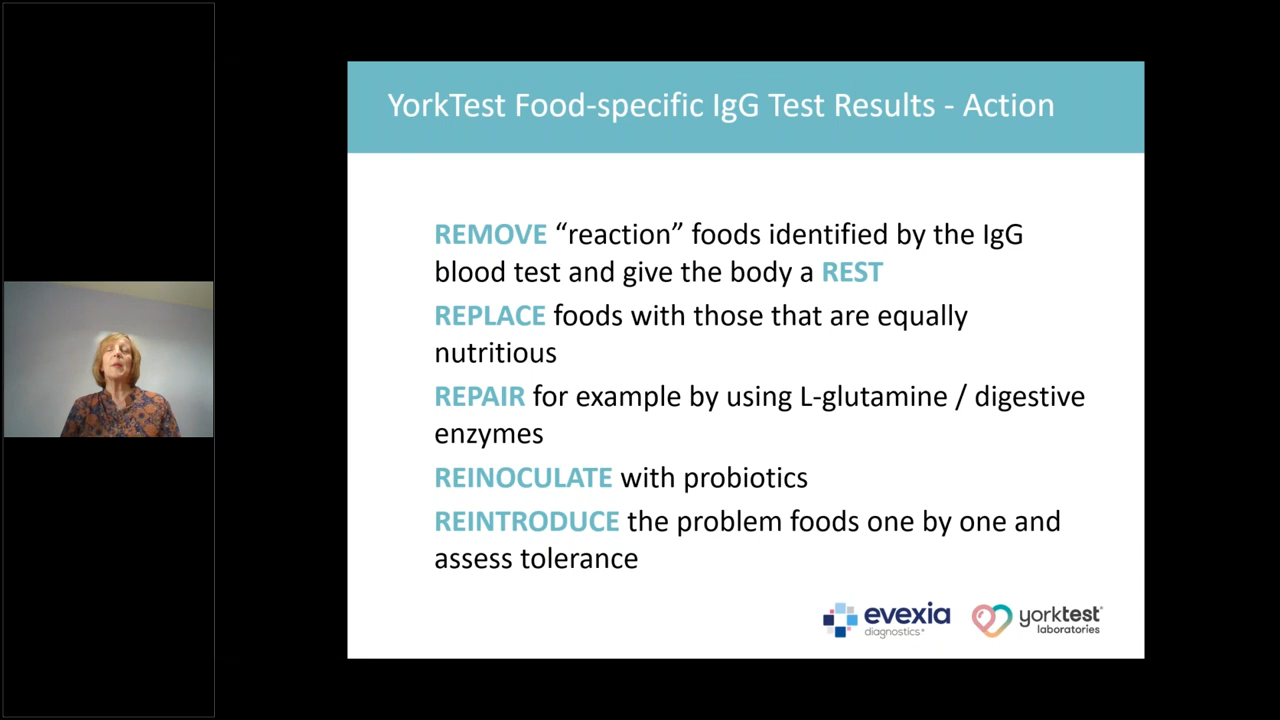 YorkTest Food-specific IgG Test Results - Action
REMOVE “reaction” foods identified by the IgG
blood test and give the body a REST
REPLACE foods with those that are equally
nutritious
REPAIR for example by using L-glutamine / digestive
enzymes
REINOCULATE with probiotics
REINTRODUCE the problem foods one by one and
assess tolerance
evexia
diagnostics
yorktest
laboratories